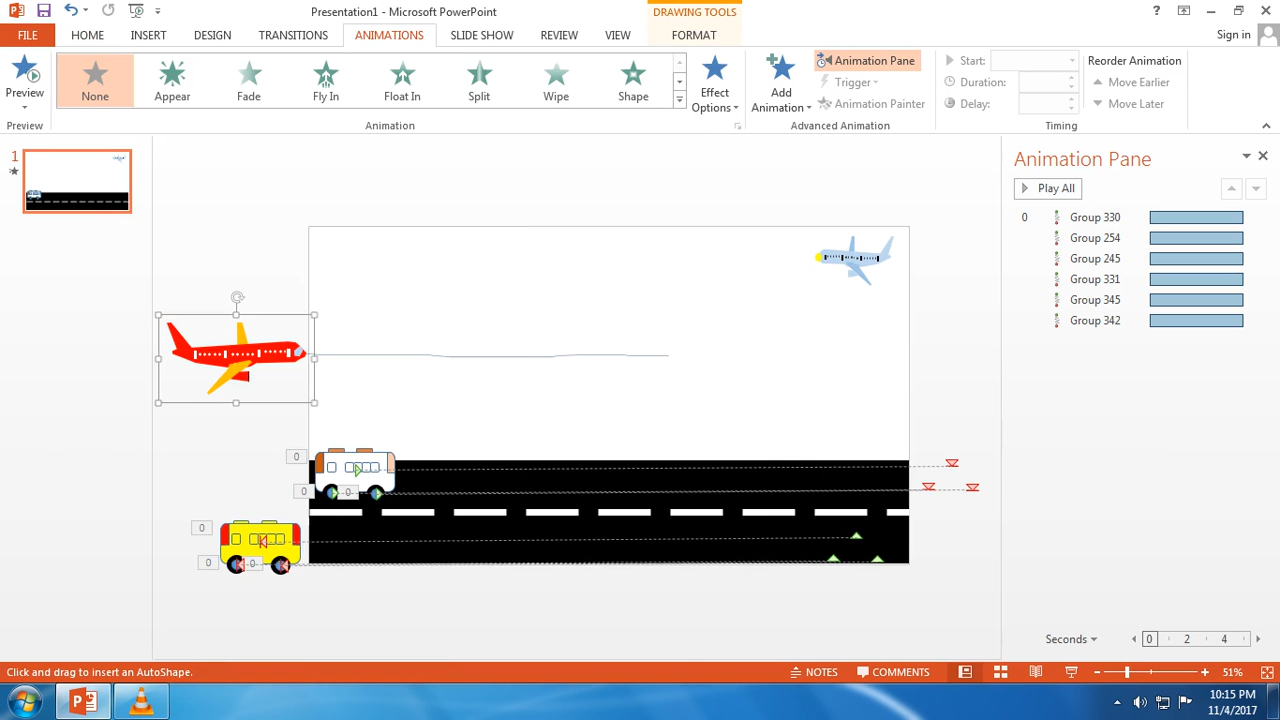 Presentation1 - Microsoft PowerPoint
DRAWING TOOLS
?
FILE
HOME
INSERT
DESIGN
TRANSITIONS
ANIMATIONS
SLIDE SHOW
REVIEW
VIEW
FORMAT
Sign in
Preview
None
Appear
Fade
Fly In
Float In
Split
Wipe
Shape
Effect Options
Add Animation
Animation Pane
Trigger
Animation Painter
Start:
Duration:
Delay:
Reorder Animation
Move Earlier
Move Later
Preview
Animation
Advanced Animation
Timing
1
Animation Pane
Play All
0 Group 330
Group 254
Group 245
Group 331
Group 345
Group 342
0
0
0
0
0
0
Seconds
0 2 4
Click and drag to insert an AutoShape.
NOTES
COMMENTS
51%
10:15 PM
11/4/2017